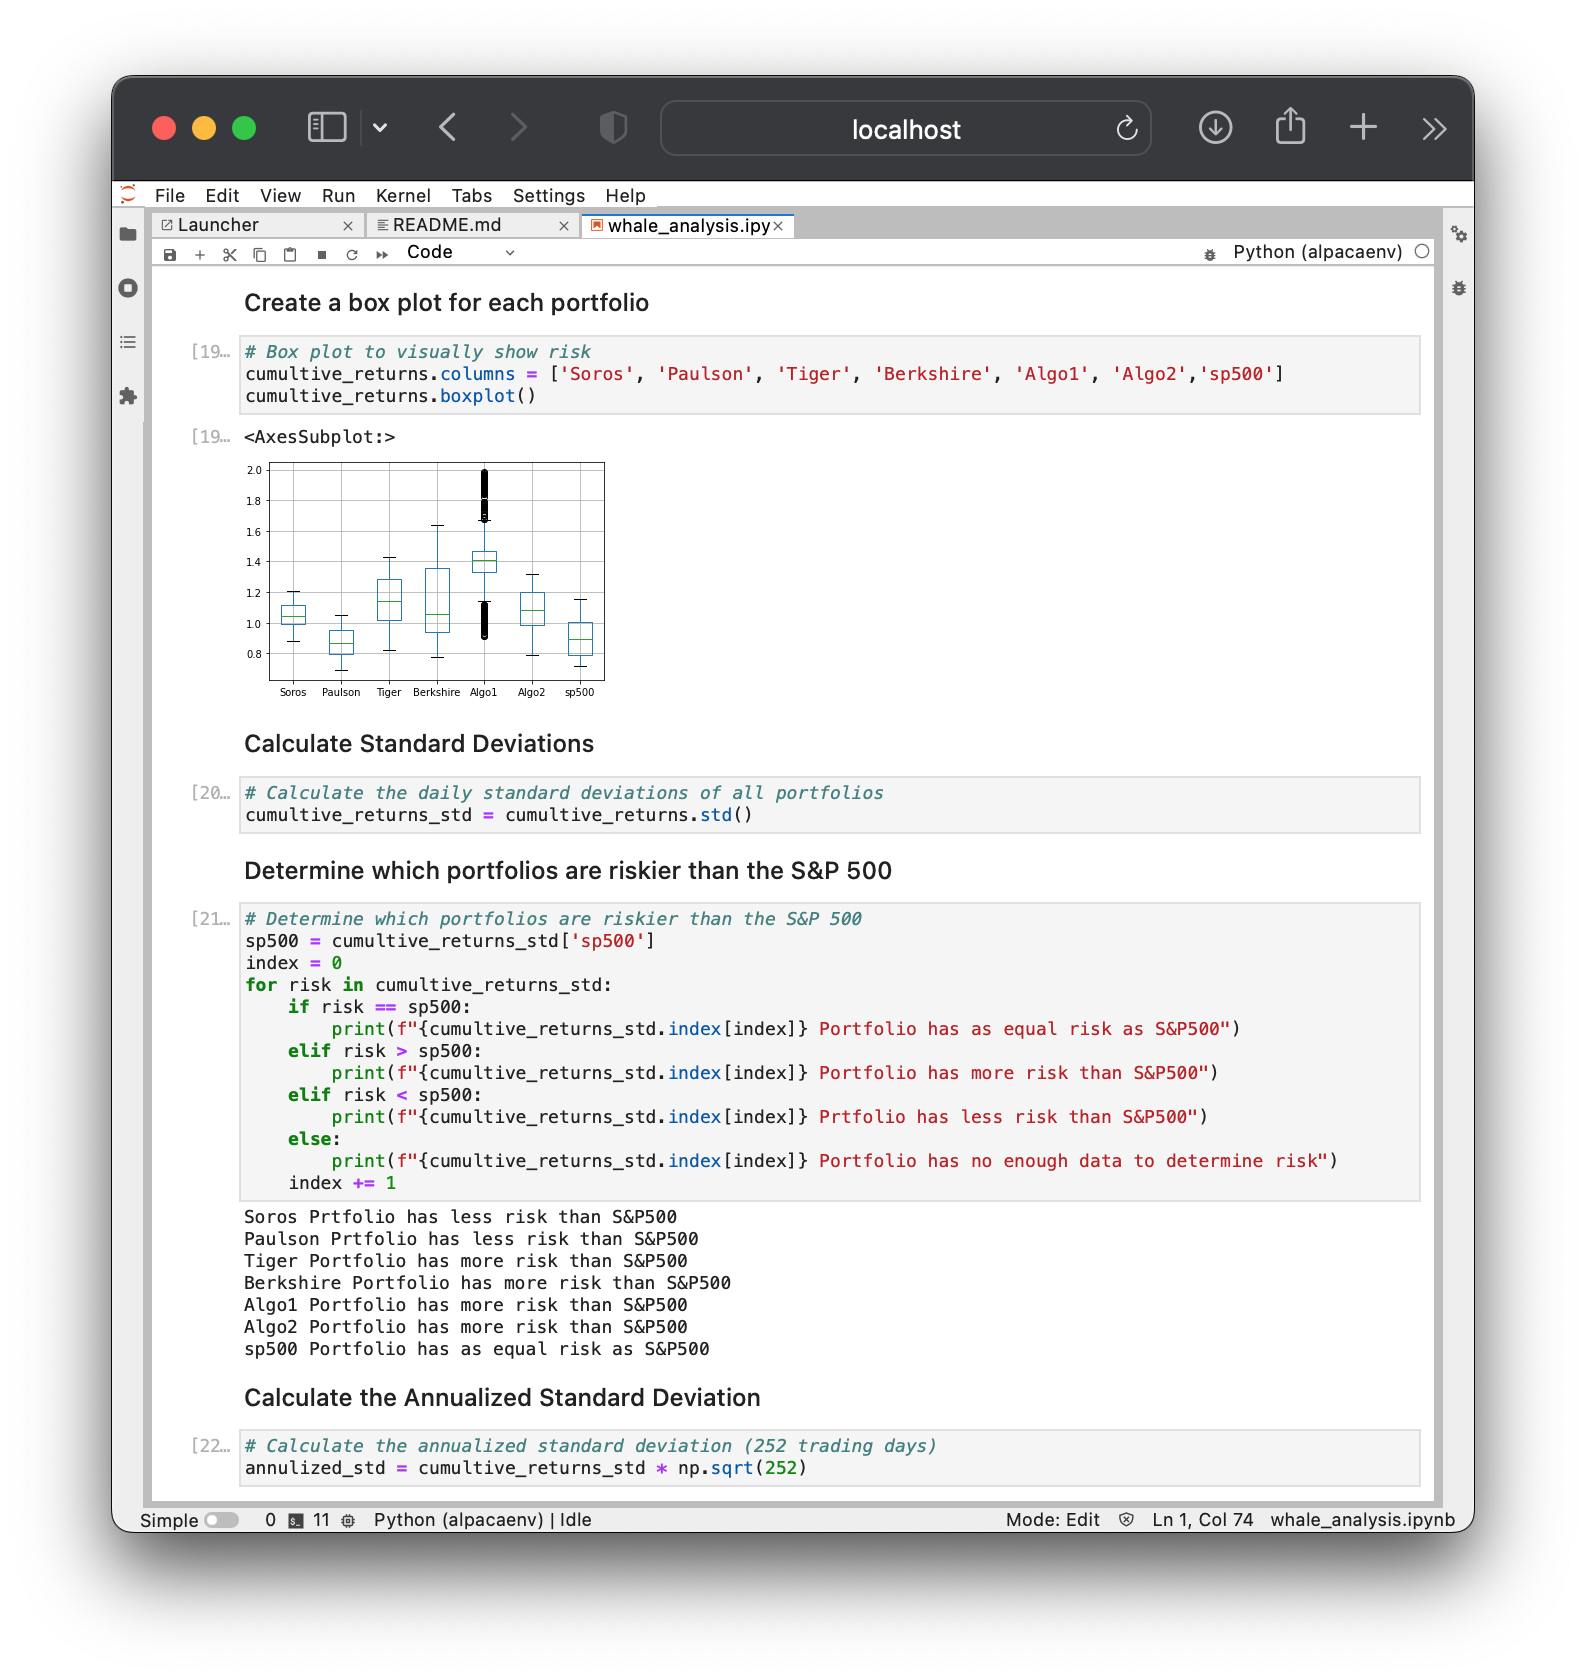 localhost
File Edit View Run Kernel Tabs Settings Help
Launcher README.md whale_analysis.ipy
Code Python (alpacaenv)
Create a box plot for each portfolio
[19… # Box plot to visually show risk
cumultive_returns.columns = ['Soros', 'Paulson', 'Tiger', 'Berkshire', 'Algo1', 'Algo2','sp500']
cumultive_returns.boxplot()
[19… <AxesSubplot:>
2.0
1.8
1.6
1.4
1.2
1.0
0.8
Soros Paulson Tiger Berkshire Algo1 Algo2 sp500
Calculate Standard Deviations
[20… # Calculate the daily standard deviations of all portfolios
cumultive_returns_std = cumultive_returns.std()
Determine which portfolios are riskier than the S&P 500
[21… # Determine which portfolios are riskier than the S&P 500
sp500 = cumultive_returns_std['sp500']
index = 0
for risk in cumultive_returns_std:
    if risk == sp500:
        print(f"{cumultive_returns_std.index[index]} Portfolio has as equal risk as S&P500")
    elif risk > sp500:
        print(f"{cumultive_returns_std.index[index]} Portfolio has more risk than S&P500")
    elif risk < sp500:
        print(f"{cumultive_returns_std.index[index]} Prtfolio has less risk than S&P500")
    else:
        print(f"{cumultive_returns_std.index[index]} Portfolio has no enough data to determine risk")
    index += 1
Soros Prtfolio has less risk than S&P500
Paulson Prtfolio has less risk than S&P500
Tiger Portfolio has more risk than S&P500
Berkshire Portfolio has more risk than S&P500
Algo1 Portfolio has more risk than S&P500
Algo2 Portfolio has more risk than S&P500
sp500 Portfolio has as equal risk as S&P500
Calculate the Annualized Standard Deviation
[22… # Calculate the annualized standard deviation (252 trading days)
annulized_std = cumultive_returns_std * np.sqrt(252)
Simple 0 $_ 11 Python (alpacaenv) | Idle Mode: Edit Ln 1, Col 74 whale_analysis.ipynb